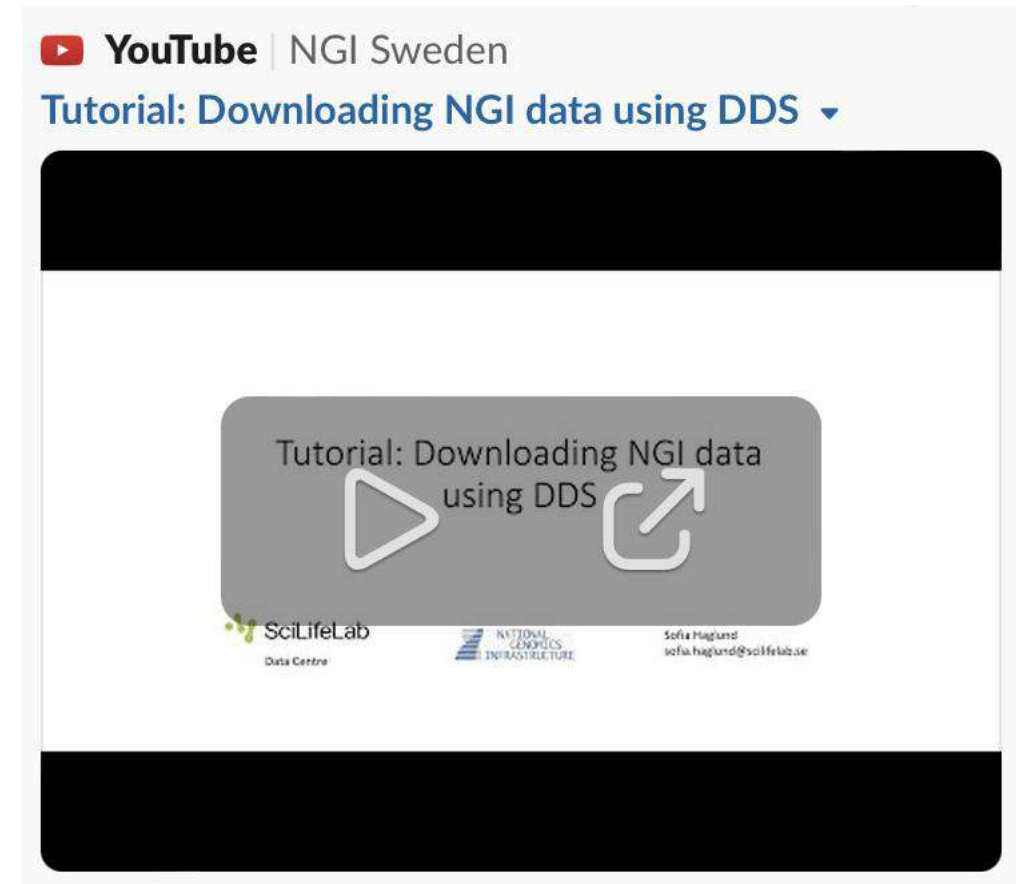 YouTube NGI Sweden
Tutorial: Downloading NGI data using DDS
Tutorial: Downloading NGI data
using DDS
SciLifeLab
Data Centre
NATIONAL
GENOMICS
INFRASTRUCTURE
Sofia Haglund
sofia.haglund@scilifelab.se